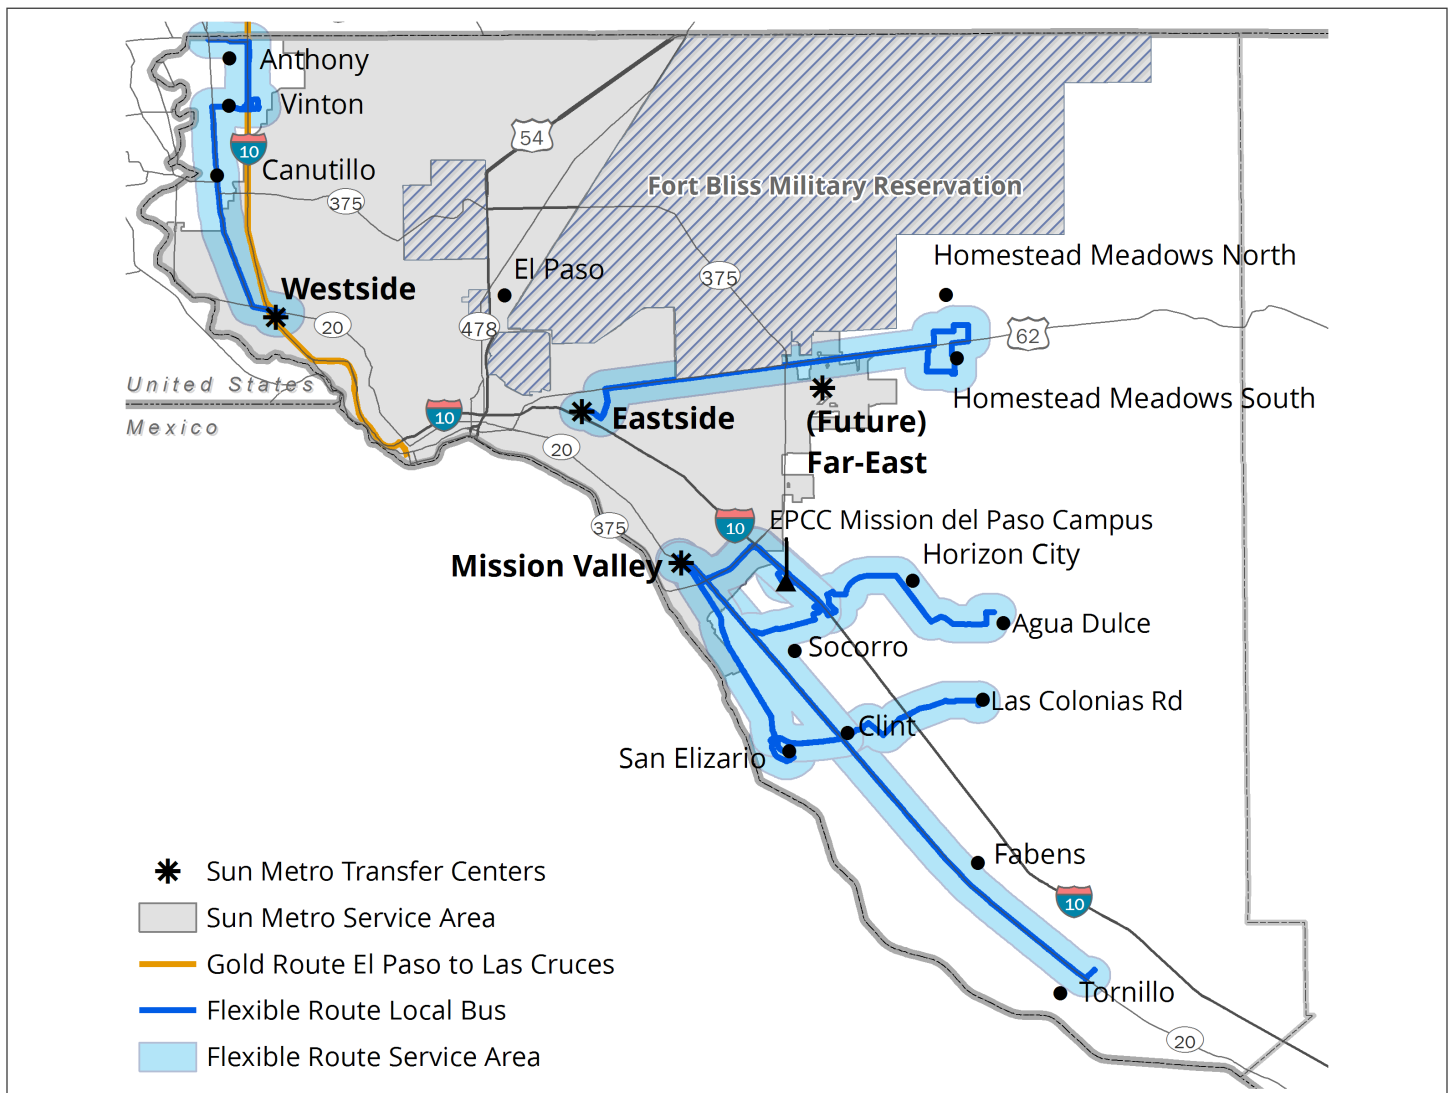 Anthony
Vinton
10
Canutillo
54
375
Fort Bliss Military Reservation
El Paso
375
Homestead Meadows North
Westside
20
478
62
United States
Mexico
10
Eastside
Homestead Meadows South
(Future)
Far-East
20
375
10
EPCC Mission del Paso Campus
Horizon City
Mission Valley
Agua Dulce
Socorro
Las Colonias Rd
Clint
San Elizario
Fabens
10
Tornillo
20
Sun Metro Transfer Centers
Sun Metro Service Area
Gold Route El Paso to Las Cruces
Flexible Route Local Bus
Flexible Route Service Area